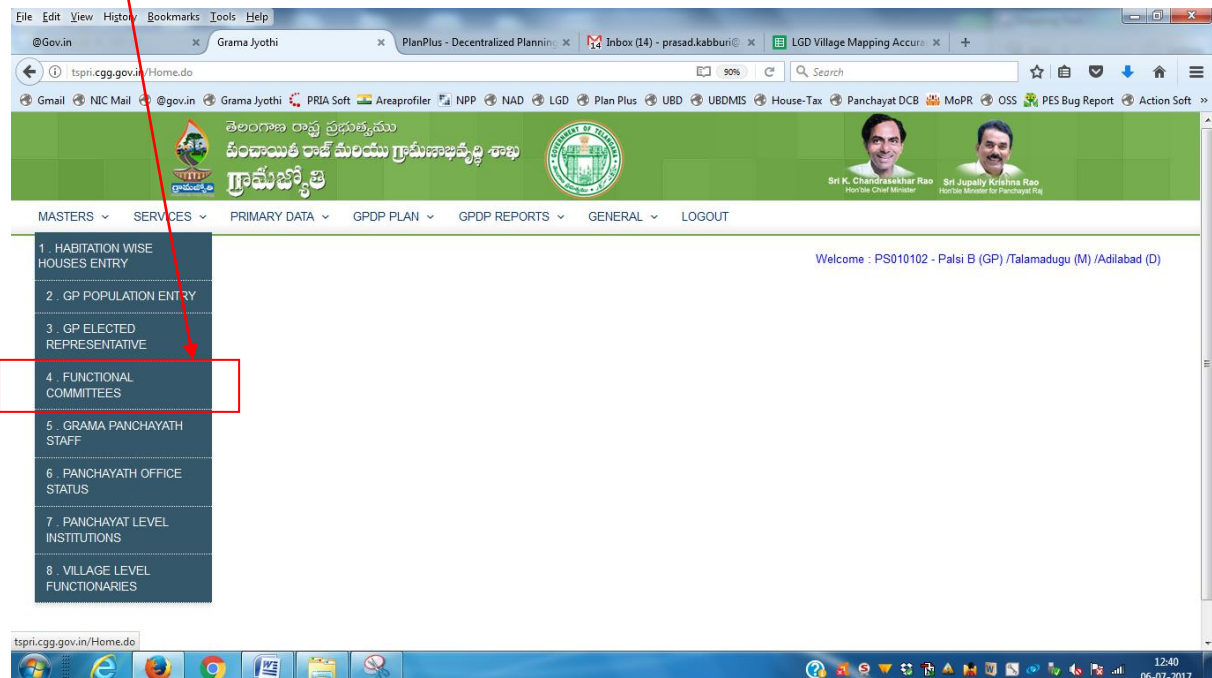 File Edit View History Bookmarks Tools Help
@Gov.in × Grama Jyothi × PlanPlus - Decentralized Planning × Inbox (14) - prasad.kabburi@ × LGD Village Mapping Accura × +
tspri.cgg.gov.in/Home.do 90% Search
Gmail NIC Mail @gov.in Grama Jyothi PRIA Soft Areaprofiler NPP NAD LGD Plan Plus UBD UBDMIS House-Tax Panchayat DCB MoPR OSS PES Bug Report Action Soft »
తెలంగాణ రాష్ట్ర ప్రభుత్వము
పంచాయితీ రాజ్ మరియు గ్రామీణాభివృద్ధి శాఖ
గ్రామజ్యోతి
గ్రామజ్యోతి
Sri K. Chandrasekhar Rao
Hon'ble Chief Minister
Sri Jupally Krishna Rao
Hon'ble Minister for Panchayat Raj
MASTERS SERVICES PRIMARY DATA GPDP PLAN GPDP REPORTS GENERAL LOGOUT
Welcome : PS010102 - Palsi B (GP) /Talamadugu (M) /Adilabad (D)
1 . HABITATION WISE
HOUSES ENTRY
2 . GP POPULATION ENTRY
3 . GP ELECTED
REPRESENTATIVE
4 . FUNCTIONAL
COMMITTEES
5 . GRAMA PANCHAYATH
STAFF
6 . PANCHAYATH OFFICE
STATUS
7 . PANCHAYAT LEVEL
INSTITUTIONS
8 . VILLAGE LEVEL
FUNCTIONARIES
tspri.cgg.gov.in/Home.do
12:40
06-07-2017